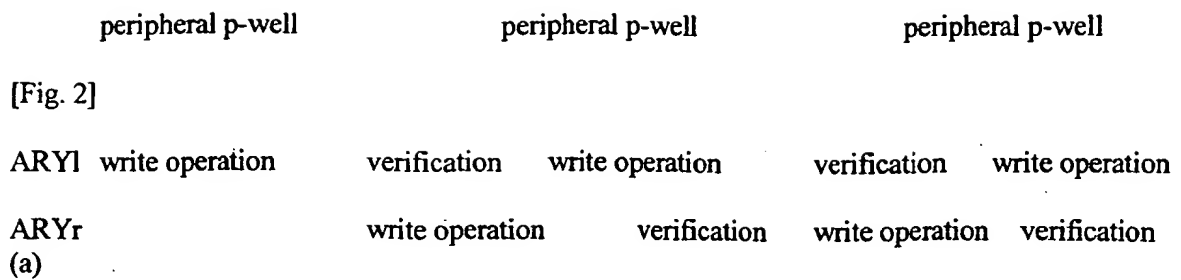 peripheral p-well peripheral p-well peripheral p-well
[Fig. 2]
ARYl write operation verification write operation verification write operation
ARYr write operation verification write operation verification
(a)